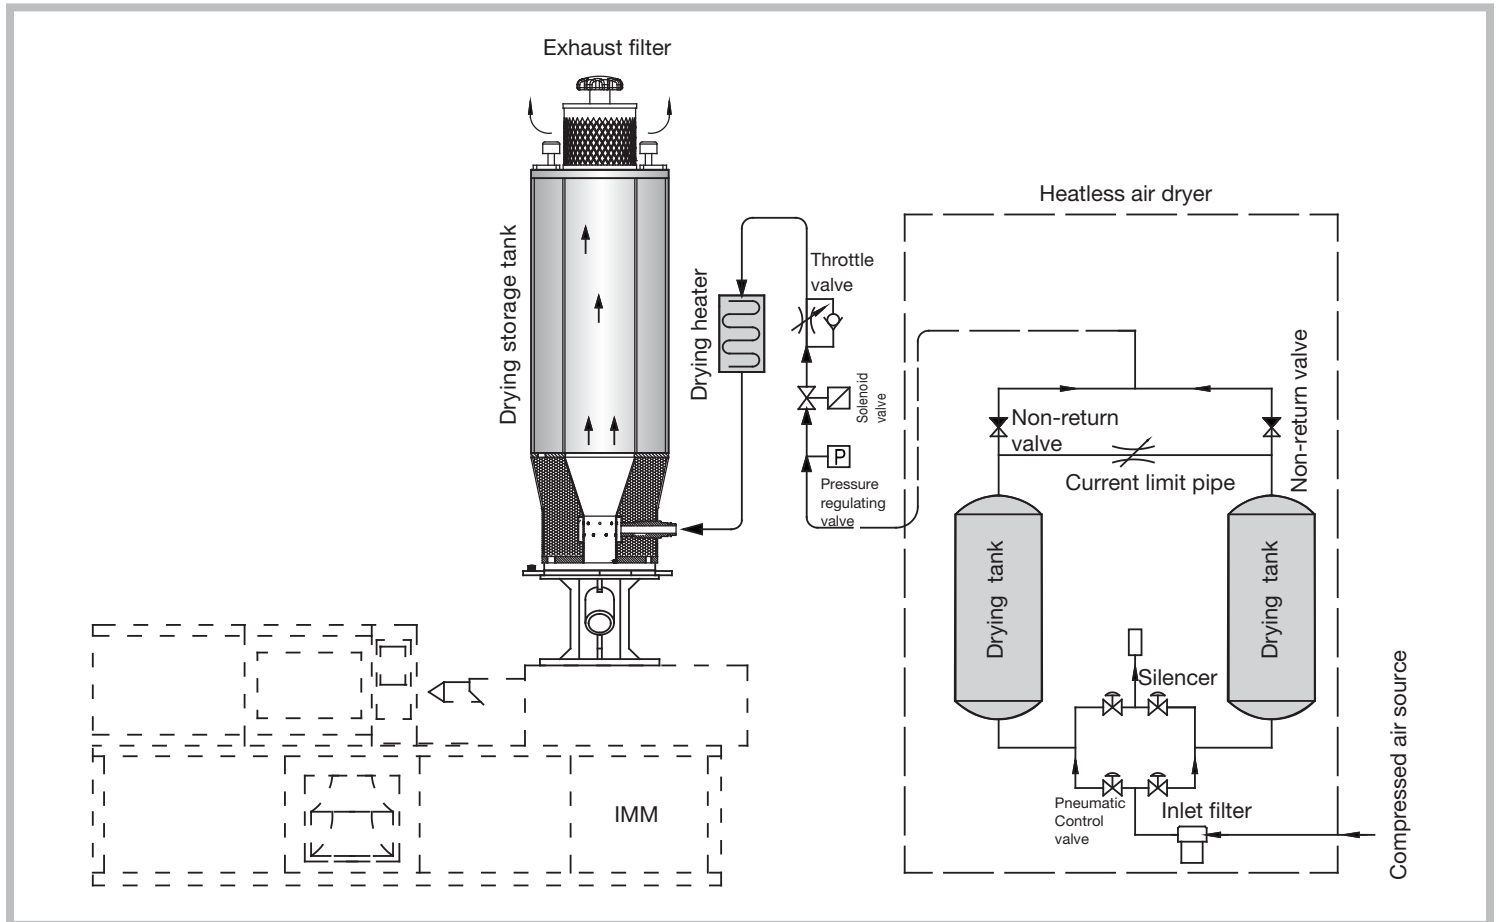 Exhaust filter
Heatless air dryer
Drying storage tank
Drying heater
Throttle
valve
Solenoid
valve
P
Pressure
regulating
valve
Non-return
valve
Non-return valve
Current limit pipe
Drying tank
Drying tank
Silencer
Pneumatic
Control
valve
Inlet filter
Compressed air source
IMM